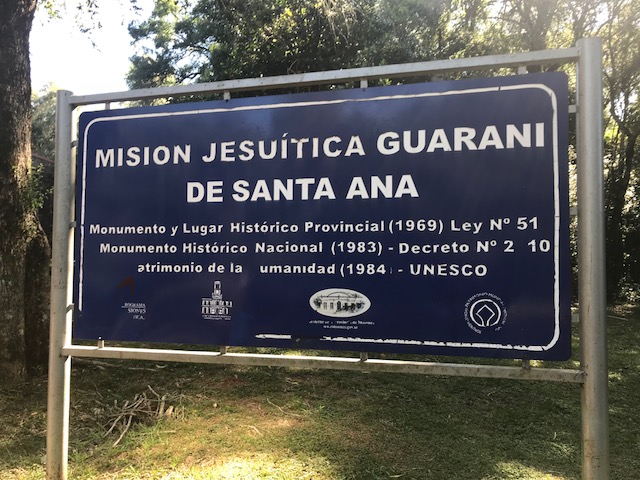 MISION JESUÍTICA GUARANI
DE SANTA ANA
Monumento y Lugar Histórico Provincial (1969) Ley Nº 51
Monumento Histórico Nacional (1983) - Decreto Nº 2 10
atrimonio de la umanidad (1984 - UNESCO